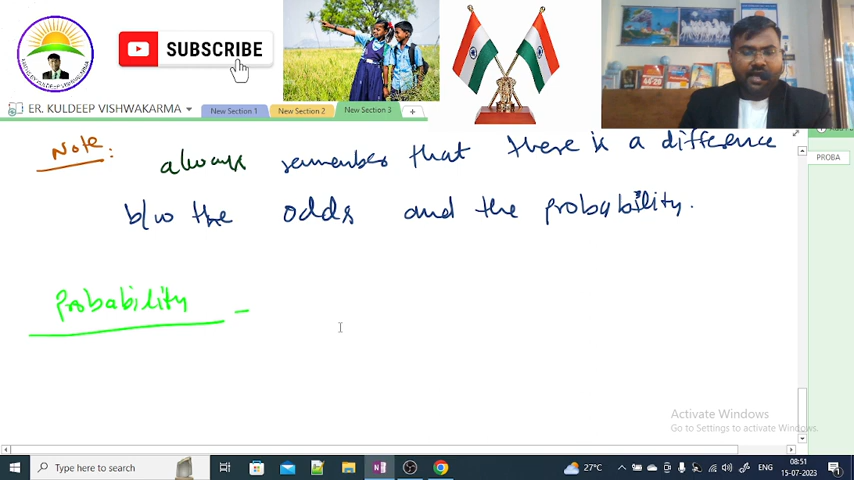 SUBSCRIBE
ER. KULDEEP VISHWAKARMA
New Section 1
New Section 2
New Section 3
Note:
always remember that there is a difference
b/w the odds and the probability.
PROBA
Probability -
Activate Windows
Go to Settings to activate Windows.
Type here to search
27°C
ENG
08:51
15-07-2023